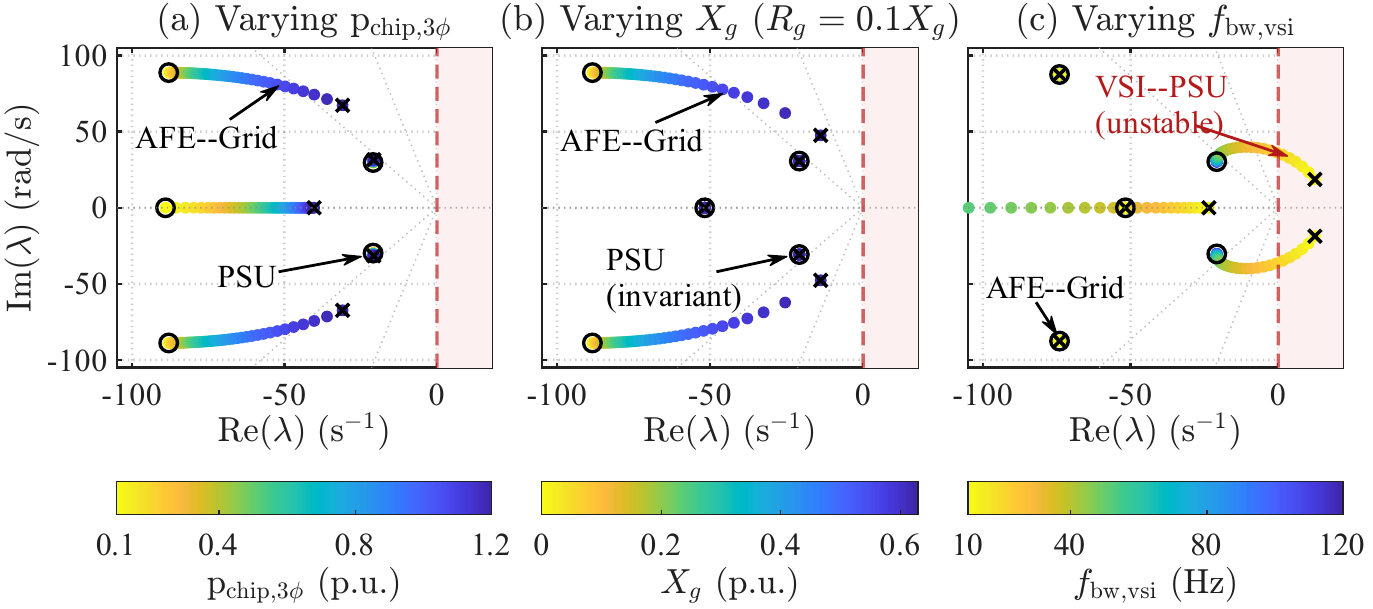 (a) Varying p_chip,3ϕ
(b) Varying X_g (R_g = 0.1X_g)
(c) Varying f_bw,vsi
Im(λ) (rad/s)
100
50
0
-50
-100
AFE--Grid
PSU
-100 -50 0
Re(λ) (s⁻¹)
AFE--Grid
PSU
(invariant)
-100 -50 0
Re(λ) (s⁻¹)
VSI--PSU
(unstable)
AFE--Grid
-100 -50 0
Re(λ) (s⁻¹)
0.1 0.4 0.8 1.2
p_chip,3ϕ (p.u.)
0 0.2 0.4 0.6
X_g (p.u.)
10 40 80 120
f_bw,vsi (Hz)